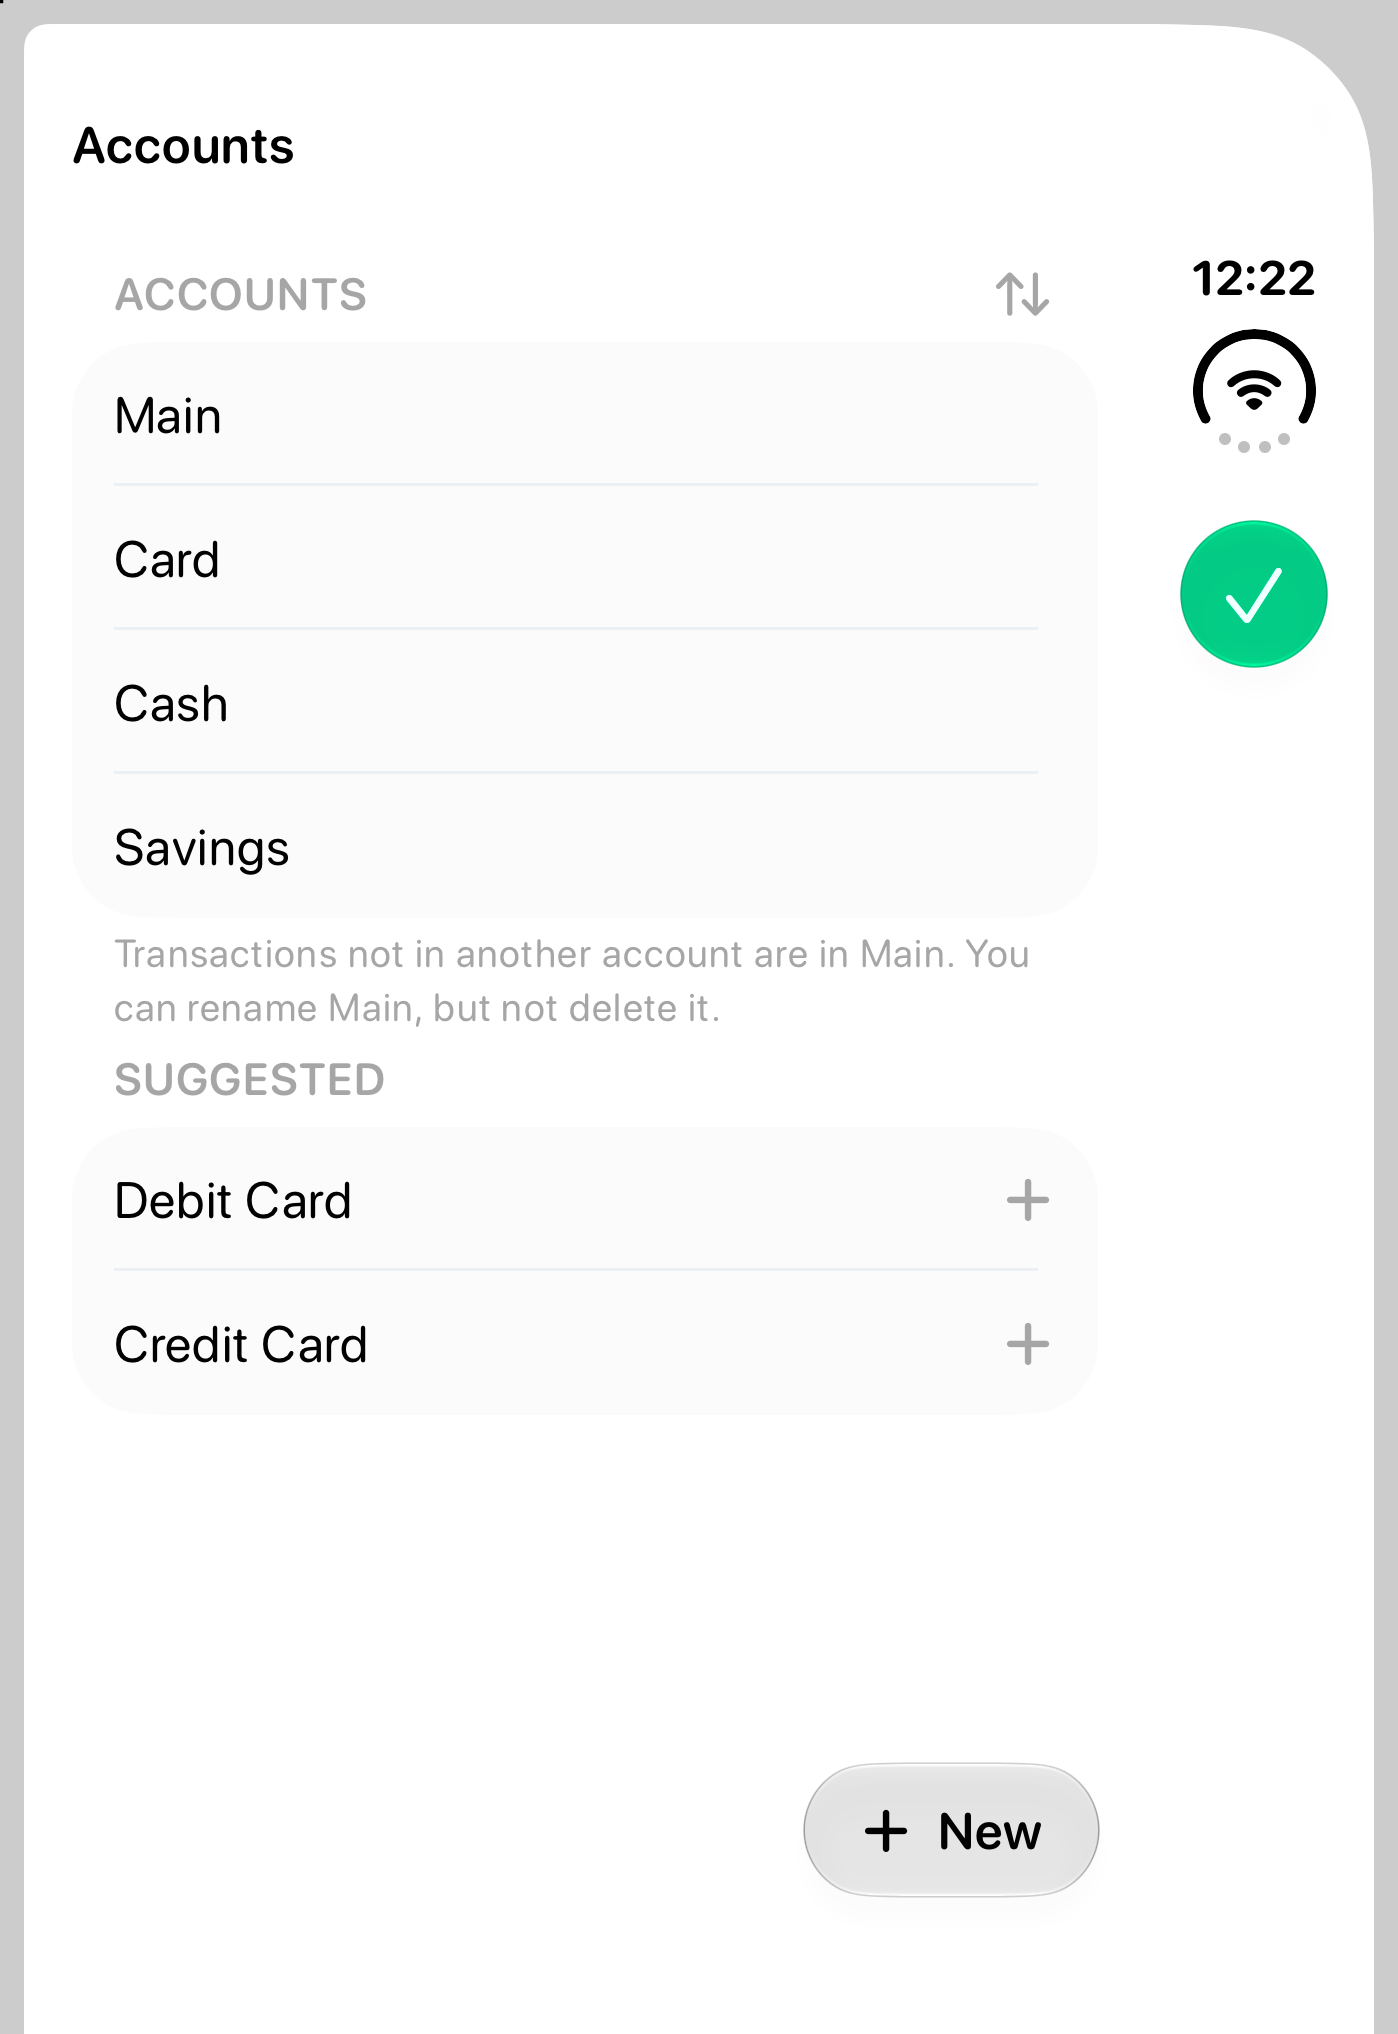 Accounts
12:22
ACCOUNTS
Main
Card
Cash
Savings
Transactions not in another account are in Main. You
can rename Main, but not delete it.
SUGGESTED
Debit Card
Credit Card
New